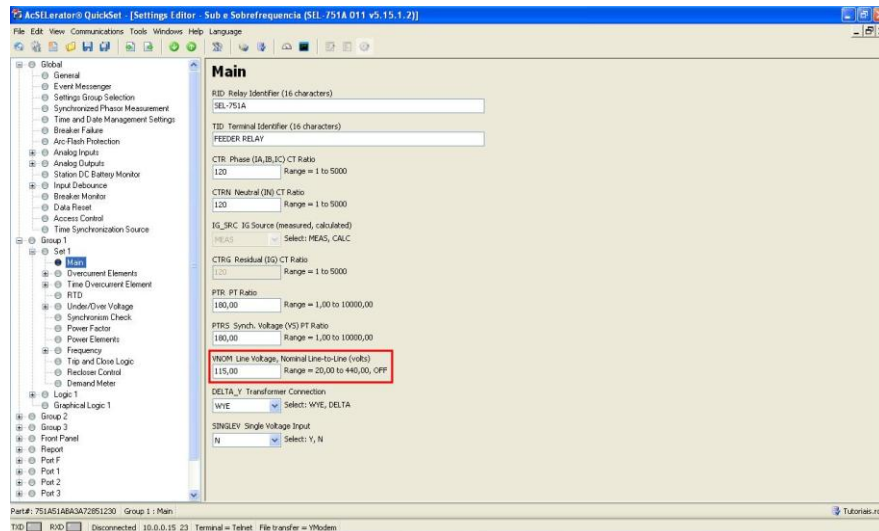 AcSELerator® QuickSet - [Settings Editor - Sub e Sobrefrequencia (SEL-751A 011 v5.15.1.2)]
File Edit View Communications Tools Windows Help Language
Global
General
Event Messenger
Settings Group Selection
Synchronized Phasor Measurement
Time and Date Management Settings
Breaker Failure
Arc-Flash Protection
Analog Inputs
Analog Outputs
Station DC Battery Monitor
Input Debounce
Breaker Monitor
Data Reset
Access Control
Time Synchronization Source
Group 1
Set 1
Main
Overcurrent Elements
Time Overcurrent Element
RTD
Under/Over Voltage
Synchronism Check
Power Factor
Power Elements
Frequency
Trip and Close Logic
Recloser Control
Demand Meter
Logic 1
Graphical Logic 1
Group 2
Group 3
Front Panel
Report
Port F
Port 1
Port 2
Port 3
Main
RID Relay Identifier (16 characters)
SEL-751A
TID Terminal Identifier (16 characters)
FEEDER RELAY
CTR Phase (IA,IB,IC) CT Ratio
120 Range = 1 to 5000
CTRN Neutral (IN) CT Ratio
120 Range = 1 to 5000
IG_SRC IG Source (measured, calculated)
MEAS Select: MEAS, CALC
CTRG Residual (IG) CT Ratio
120 Range = 1 to 5000
PTR PT Ratio
180,00 Range = 1,00 to 10000,00
PTRS Synch. Voltage (VS) PT Ratio
180,00 Range = 1,00 to 10000,00
VNOM Line Voltage, Nominal Line-to-Line (volts)
115,00 Range = 20,00 to 440,00, OFF
DELTA_Y Transformer Connection
WYE Select: WYE, DELTA
SINGLEV Single Voltage Input
N Select: Y, N
Part#: 751A51ABA3A72851230 Group 1 : Main
TXD RXD Disconnected 10.0.0.15 23 Terminal = Telnet File transfer = YModem